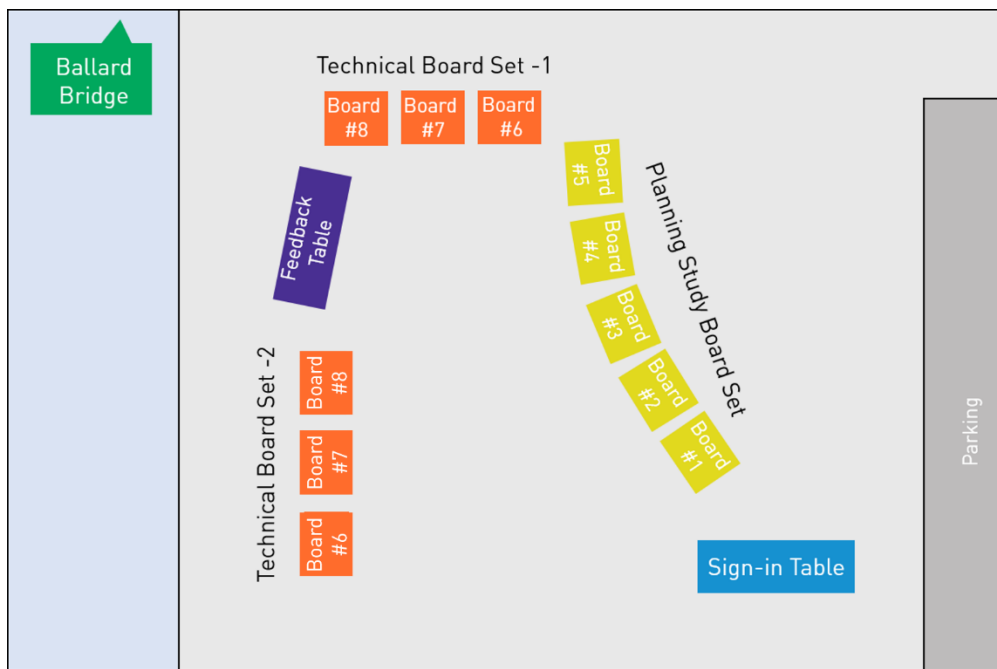 Ballard
Bridge
Technical Board Set -1
Board
#8
Board
#7
Board
#6
Board
#5
Board
#4
Board
#3
Board
#2
Board
#1
Planning Study Board Set
Feedback
Table
Technical Board Set -2
Board
#8
Board
#7
Board
#6
Sign-in Table
Parking